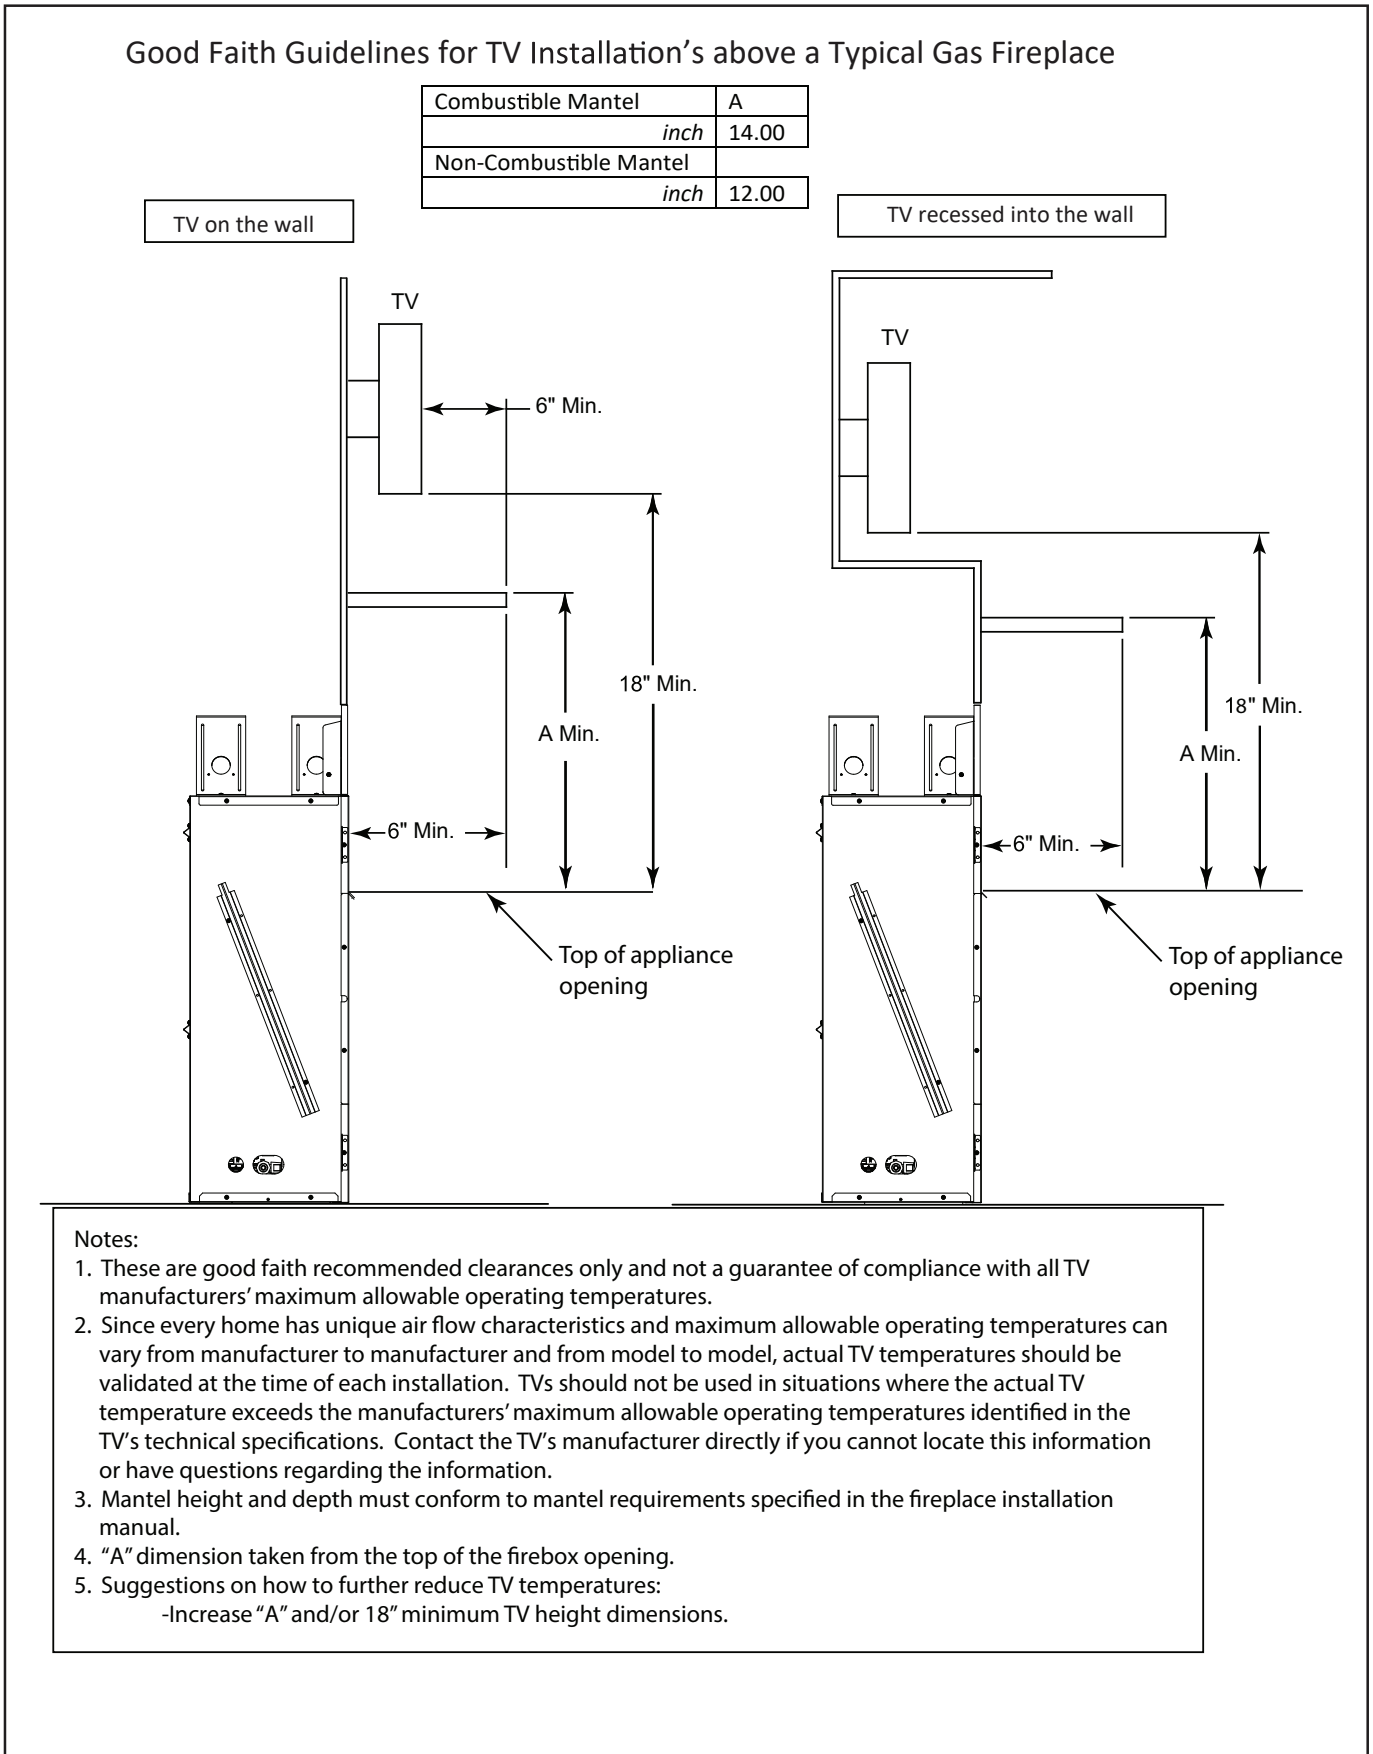 Good Faith Guidelines for TV Installation's above a Typical Gas Fireplace
Combustible Mantel A
inch 14.00
Non-Combustible Mantel
inch 12.00
TV on the wall
TV recessed into the wall
TV
6" Min.
18" Min.
A Min.
6" Min.
Top of appliance
opening
TV
18" Min.
A Min.
6" Min.
Top of appliance
opening
Notes:
1. These are good faith recommended clearances only and not a guarantee of compliance with all TV
manufacturers' maximum allowable operating temperatures.
2. Since every home has unique air flow characteristics and maximum allowable operating temperatures can
vary from manufacturer to manufacturer and from model to model, actual TV temperatures should be
validated at the time of each installation. TVs should not be used in situations where the actual TV
temperature exceeds the manufacturers' maximum allowable operating temperatures identified in the
TV's technical specifications. Contact the TV's manufacturer directly if you cannot locate this information
or have questions regarding the information.
3. Mantel height and depth must conform to mantel requirements specified in the fireplace installation
manual.
4. "A" dimension taken from the top of the firebox opening.
5. Suggestions on how to further reduce TV temperatures:
-Increase "A" and/or 18" minimum TV height dimensions.